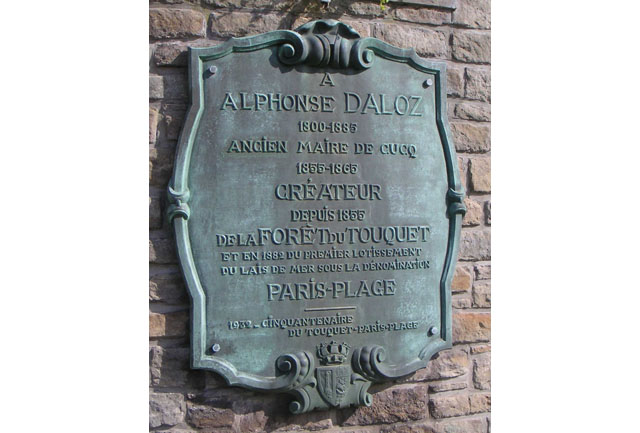 A
ALPHONSE DALOZ
1800-1885
ANCIEN MAIRE DE CUCQ
1855-1865
CRÉATEUR
DEPUIS 1855
DE LA FORÊT DU TOUQUET
ET EN 1882 DU PREMIER LOTISSEMENT
DU LAIS DE MER SOUS LA DÉNOMINATION
PARIS-PLAGE
1932 - CINQUANTENAIRE
DU TOUQUET-PARIS-PLAGE